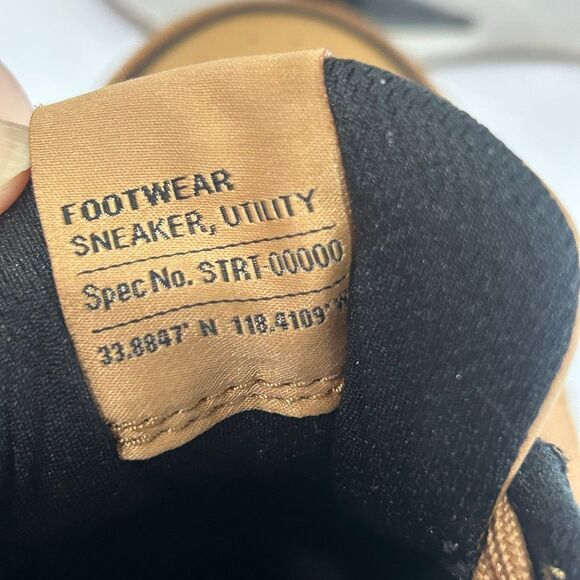 FOOTWEAR
SNEAKER, UTILITY
Spec No. STRT-00000
33.8847° N 118.4109° W